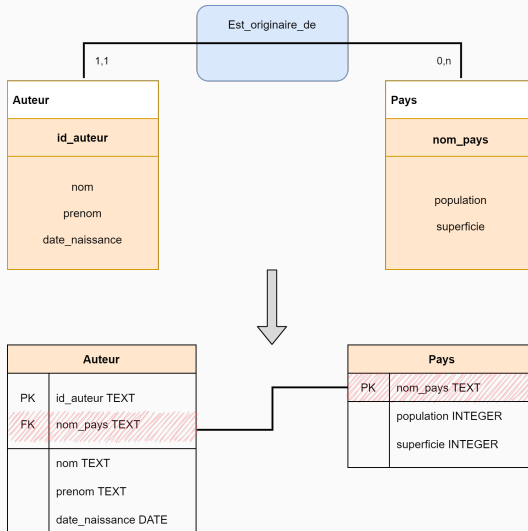 Est_originaire_de
1,1
0,n
Auteur
id_auteur
nom
prenom
date_naissance
Pays
nom_pays
population
superficie
Auteur
PK id_auteur TEXT
FK nom_pays TEXT
nom TEXT
prenom TEXT
date_naissance DATE
Pays
PK nom_pays TEXT
population INTEGER
superficie INTEGER